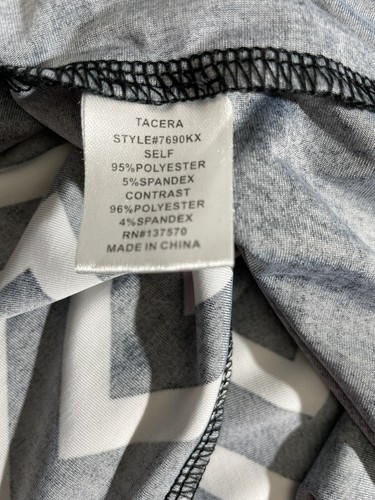 TACERA
STYLE#7690KX
SELF
95%POLYESTER
5%SPANDEX
CONTRAST
96%POLYESTER
4%SPANDEX
RN#137570
MADE IN CHINA